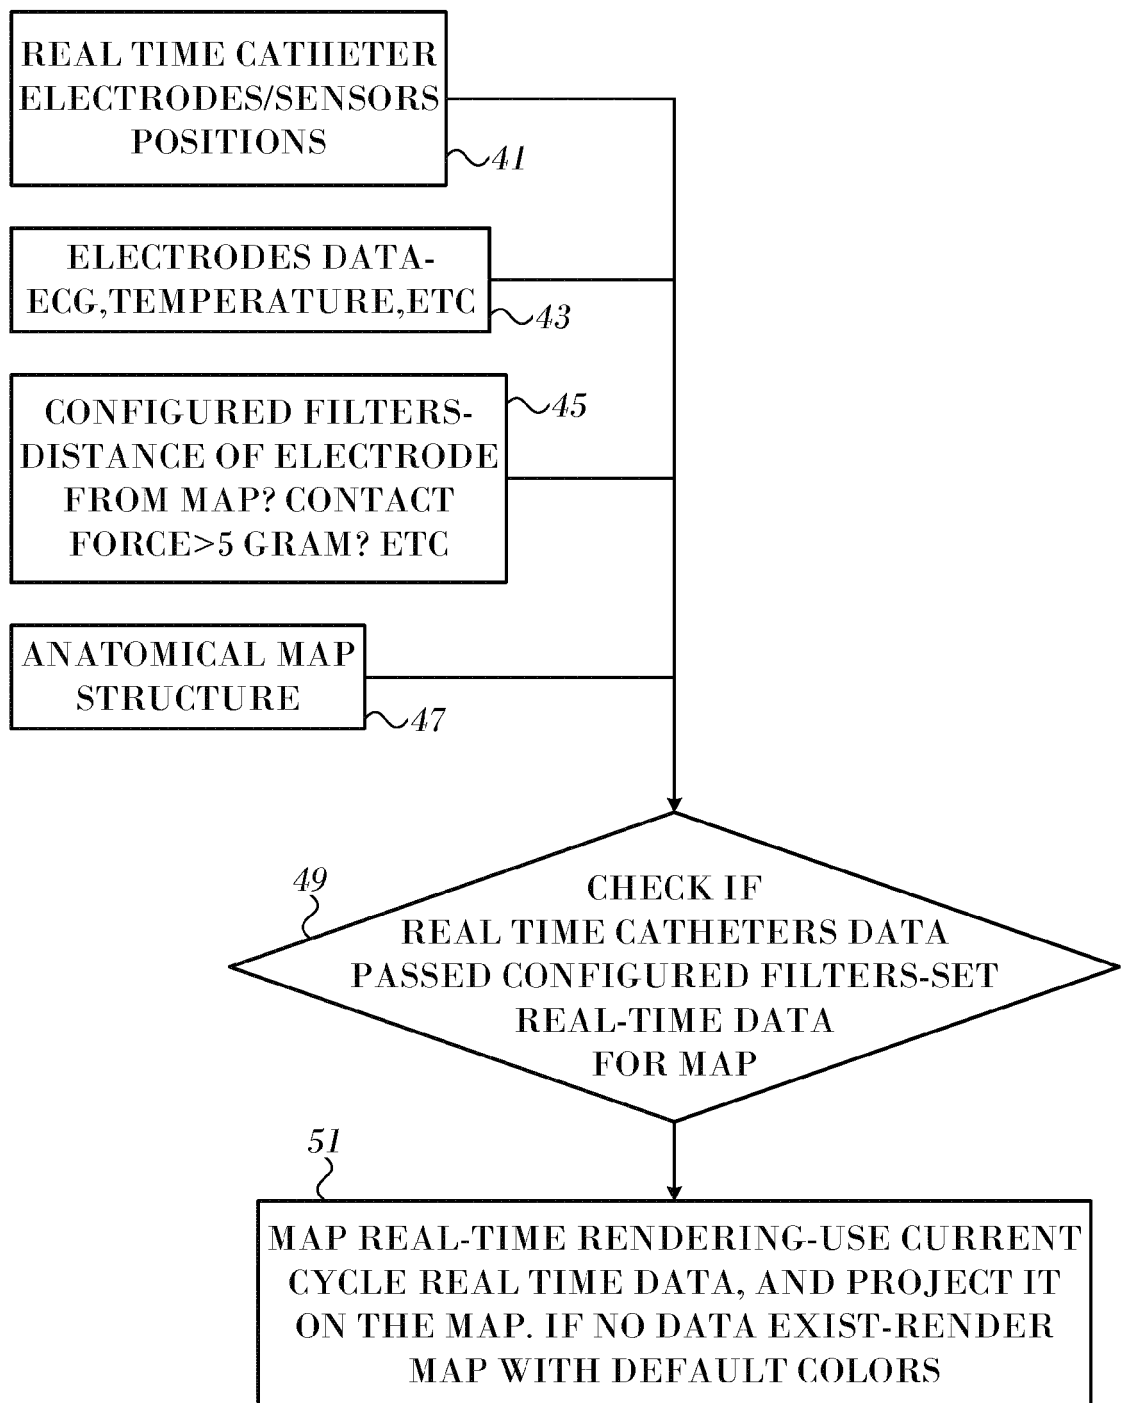 REAL TIME CATHETER
ELECTRODES/SENSORS
POSITIONS
41
ELECTRODES DATA-
ECG,TEMPERATURE,ETC
43
CONFIGURED FILTERS-
DISTANCE OF ELECTRODE
FROM MAP? CONTACT
FORCE>5 GRAM? ETC
45
ANATOMICAL MAP
STRUCTURE
47
49
CHECK IF
REAL TIME CATHETERS DATA
PASSED CONFIGURED FILTERS-SET
REAL-TIME DATA
FOR MAP
51
MAP REAL-TIME RENDERING-USE CURRENT
CYCLE REAL TIME DATA, AND PROJECT IT
ON THE MAP. IF NO DATA EXIST-RENDER
MAP WITH DEFAULT COLORS